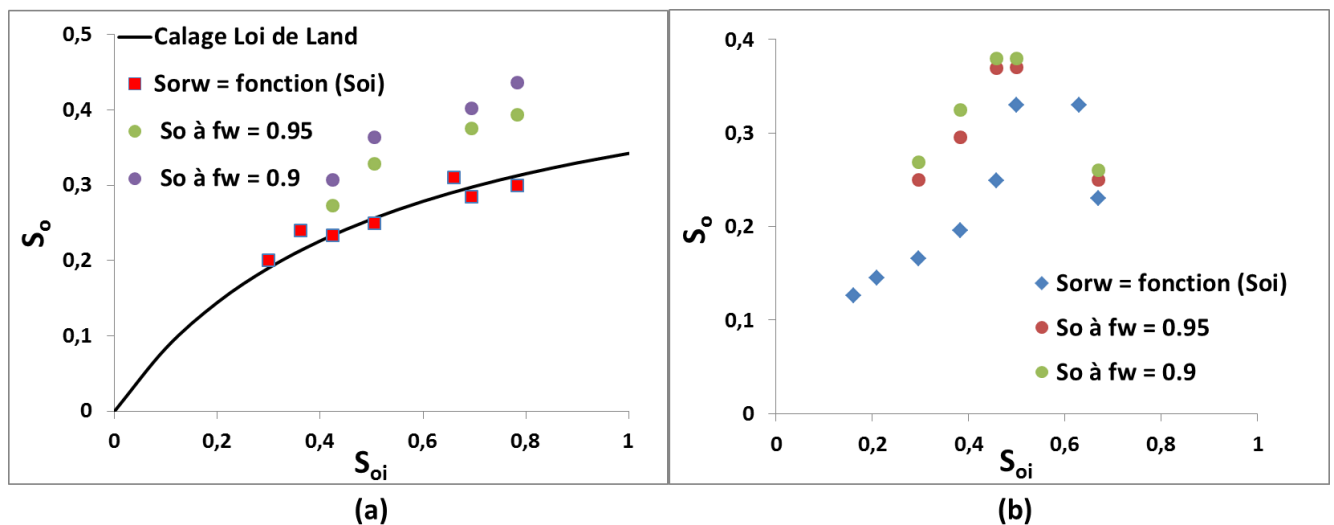 0,5
0,4
0,3
0,2
0,1
0
So
Calage Loi de Land
Sorw = fonction (Soi)
So à fw = 0.95
So à fw = 0.9
0 0,2 0,4 0,6 0,8 1
Soi
(a)
0,4
0,3
0,2
0,1
0
So
Sorw = fonction (Soi)
So à fw = 0.95
So à fw = 0.9
0 0,2 0,4 0,6 0,8 1
Soi
(b)